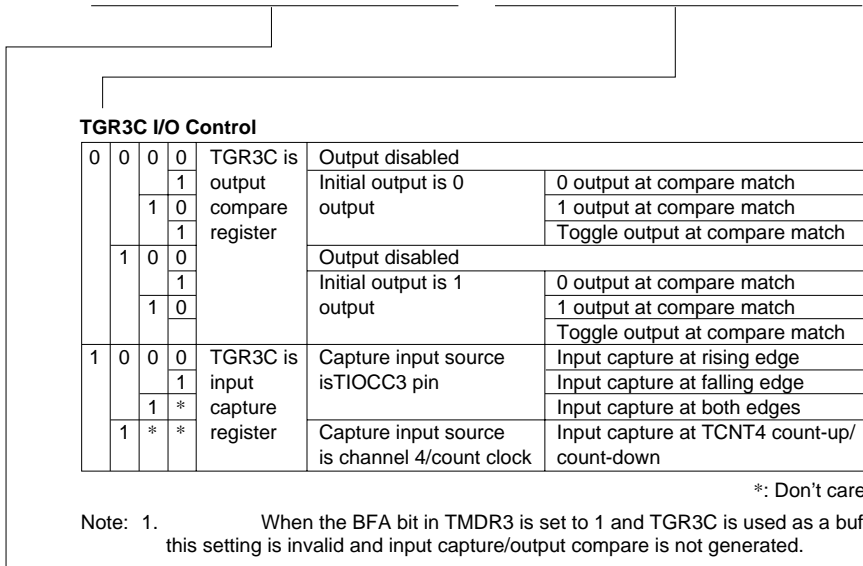 TGR3C I/O Control
0 0 0 0 TGR3C is Output disabled
1 output Initial output is 0 0 output at compare match
1 0 compare output 1 output at compare match
1 register Toggle output at compare match
1 0 0 Output disabled
1 Initial output is 1 0 output at compare match
1 0 output 1 output at compare match
Toggle output at compare match
1 0 0 0 TGR3C is Capture input source Input capture at rising edge
1 input isTIOCC3 pin Input capture at falling edge
1 * capture Input capture at both edges
1 * * register Capture input source Input capture at TCNT4 count-up/
is channel 4/count clock count-down
*: Don't care
Note: 1. When the BFA bit in TMDR3 is set to 1 and TGR3C is used as a buf
this setting is invalid and input capture/output compare is not generated.